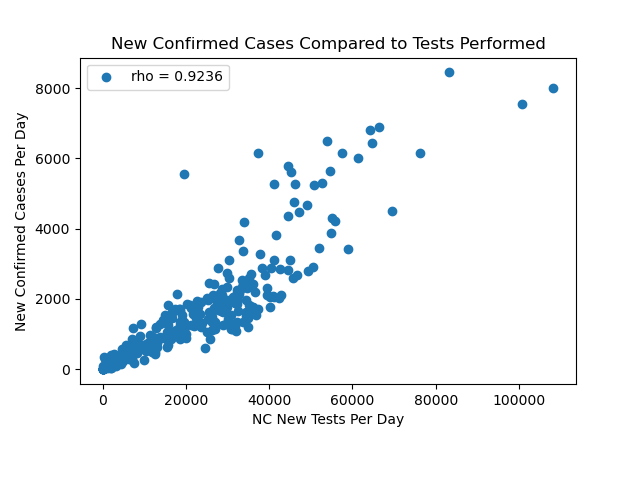 New Confirmed Cases Compared to Tests Performed
rho = 0.9236
New Confirmed Caeses Per Day
8000
6000
4000
2000
0
0 20000 40000 60000 80000 100000
NC New Tests Per Day